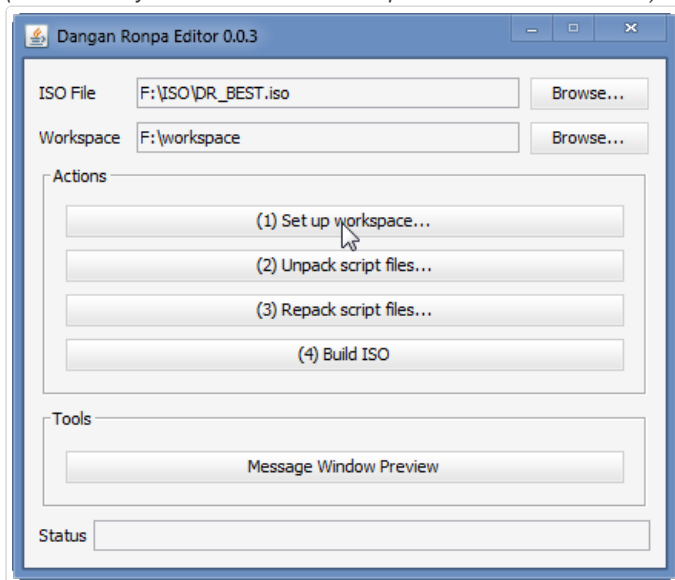 Dangan Ronpa Editor 0.0.3
ISO File F:\ISO\DR_BEST.iso Browse...
Workspace F:\workspace Browse...
Actions
(1) Set up workspace...
(2) Unpack script files...
(3) Repack script files...
(4) Build ISO
Tools
Message Window Preview
Status